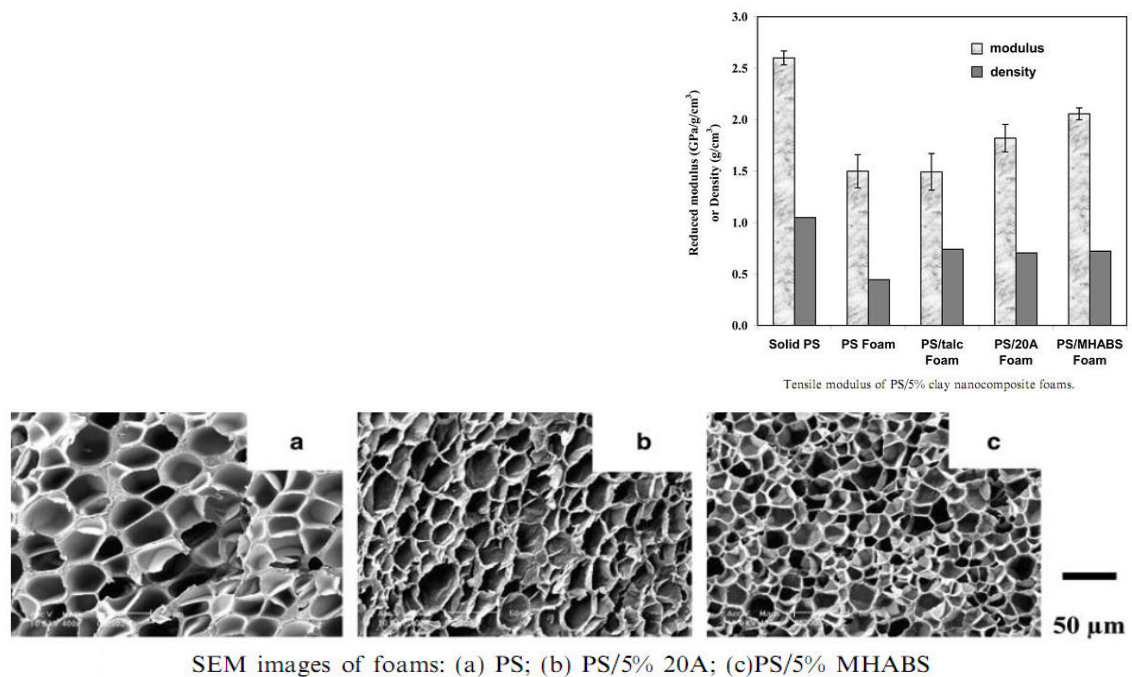 3.0
2.5
2.0
1.5
1.0
0.5
0.0
Reduced modulus (GPa/g/cm³)
or Density (g/cm³)
modulus
density
Solid PS
PS Foam
PS/talc
Foam
PS/20A
Foam
PS/MHABS
Foam
Tensile modulus of PS/5% clay nanocomposite foams.
a
b
c
50 µm
SEM images of foams: (a) PS; (b) PS/5% 20A; (c)PS/5% MHABS